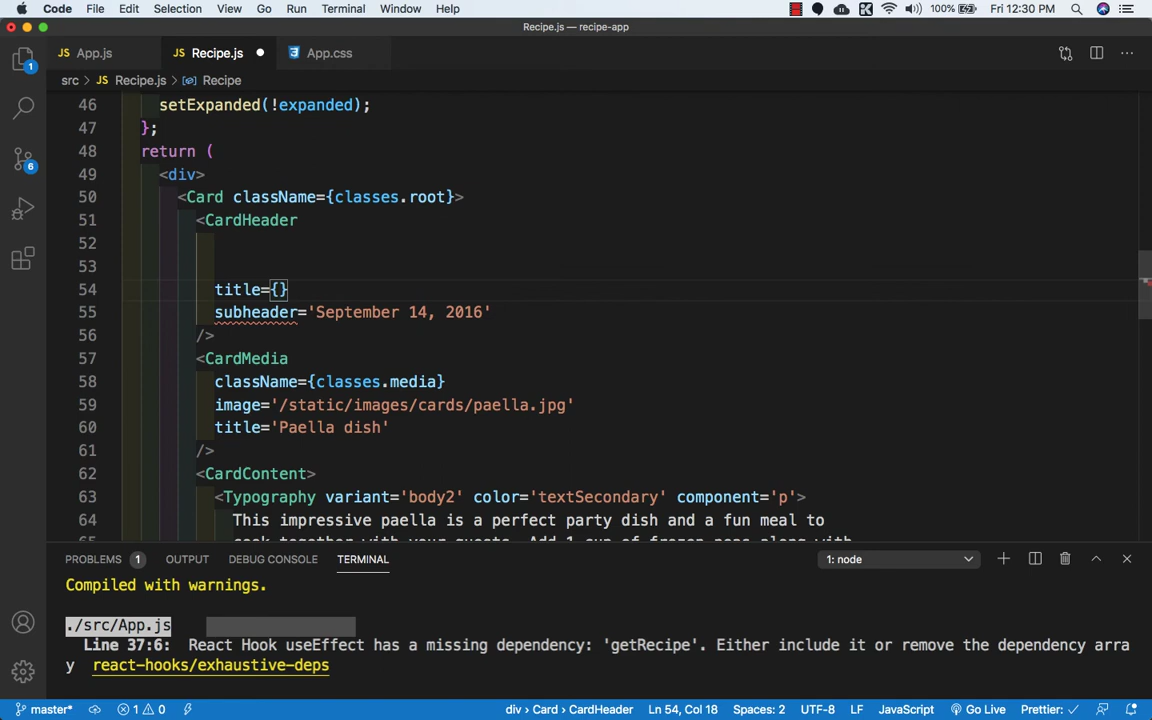 Code File Edit Selection View Go Run Terminal Window Help 100% Fri 12:30 PM
Recipe.js — recipe-app
JS App.js JS Recipe.js ● App.css
src > JS Recipe.js > Recipe
46 setExpanded(!expanded);
47 };
48 return (
49 <div>
50 <Card className={classes.root}>
51 <CardHeader
52
53
54 title={}
55 subheader='September 14, 2016'
56 />
57 <CardMedia
58 className={classes.media}
59 image='/static/images/cards/paella.jpg'
60 title='Paella dish'
61 />
62 <CardContent>
63 <Typography variant='body2' color='textSecondary' component='p'>
64 This impressive paella is a perfect party dish and a fun meal to
1
6
PROBLEMS 1 OUTPUT DEBUG CONSOLE TERMINAL 1: node
Compiled with warnings.
./src/App.js
Line 37:6: React Hook useEffect has a missing dependency: 'getRecipe'. Either include it or remove the dependency arra
y react-hooks/exhaustive-deps
master* 1 0 div > Card > CardHeader Ln 54, Col 18 Spaces: 2 UTF-8 LF JavaScript Go Live Prettier: ✓